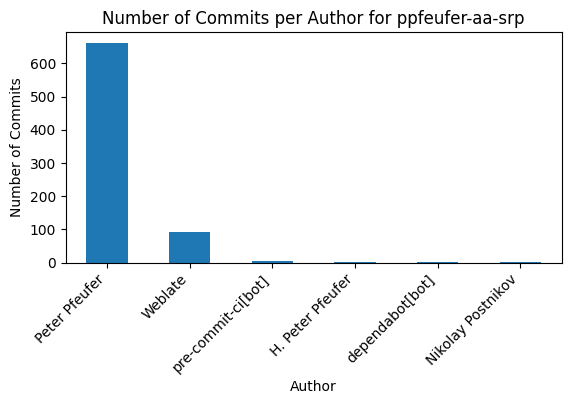 Number of Commits per Author for ppfeufer-aa-srp
Number of Commits
600
500
400
300
200
100
0
Peter Pfeufer
Weblate
pre-commit-ci[bot]
H. Peter Pfeufer
dependabot[bot]
Nikolay Postnikov
Author